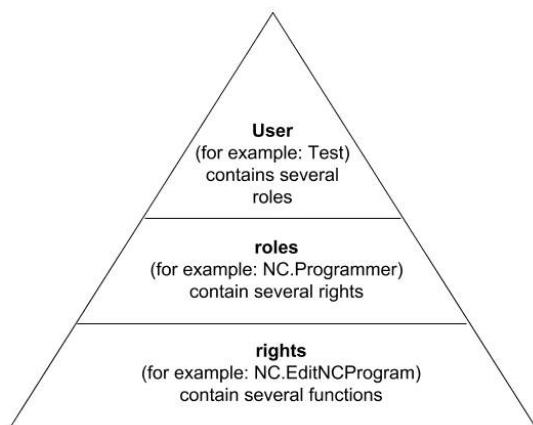 User
(for example: Test)
contains several
roles
roles
(for example: NC.Programmer)
contain several rights
rights
(for example: NC.EditNCProgram)
contain several functions